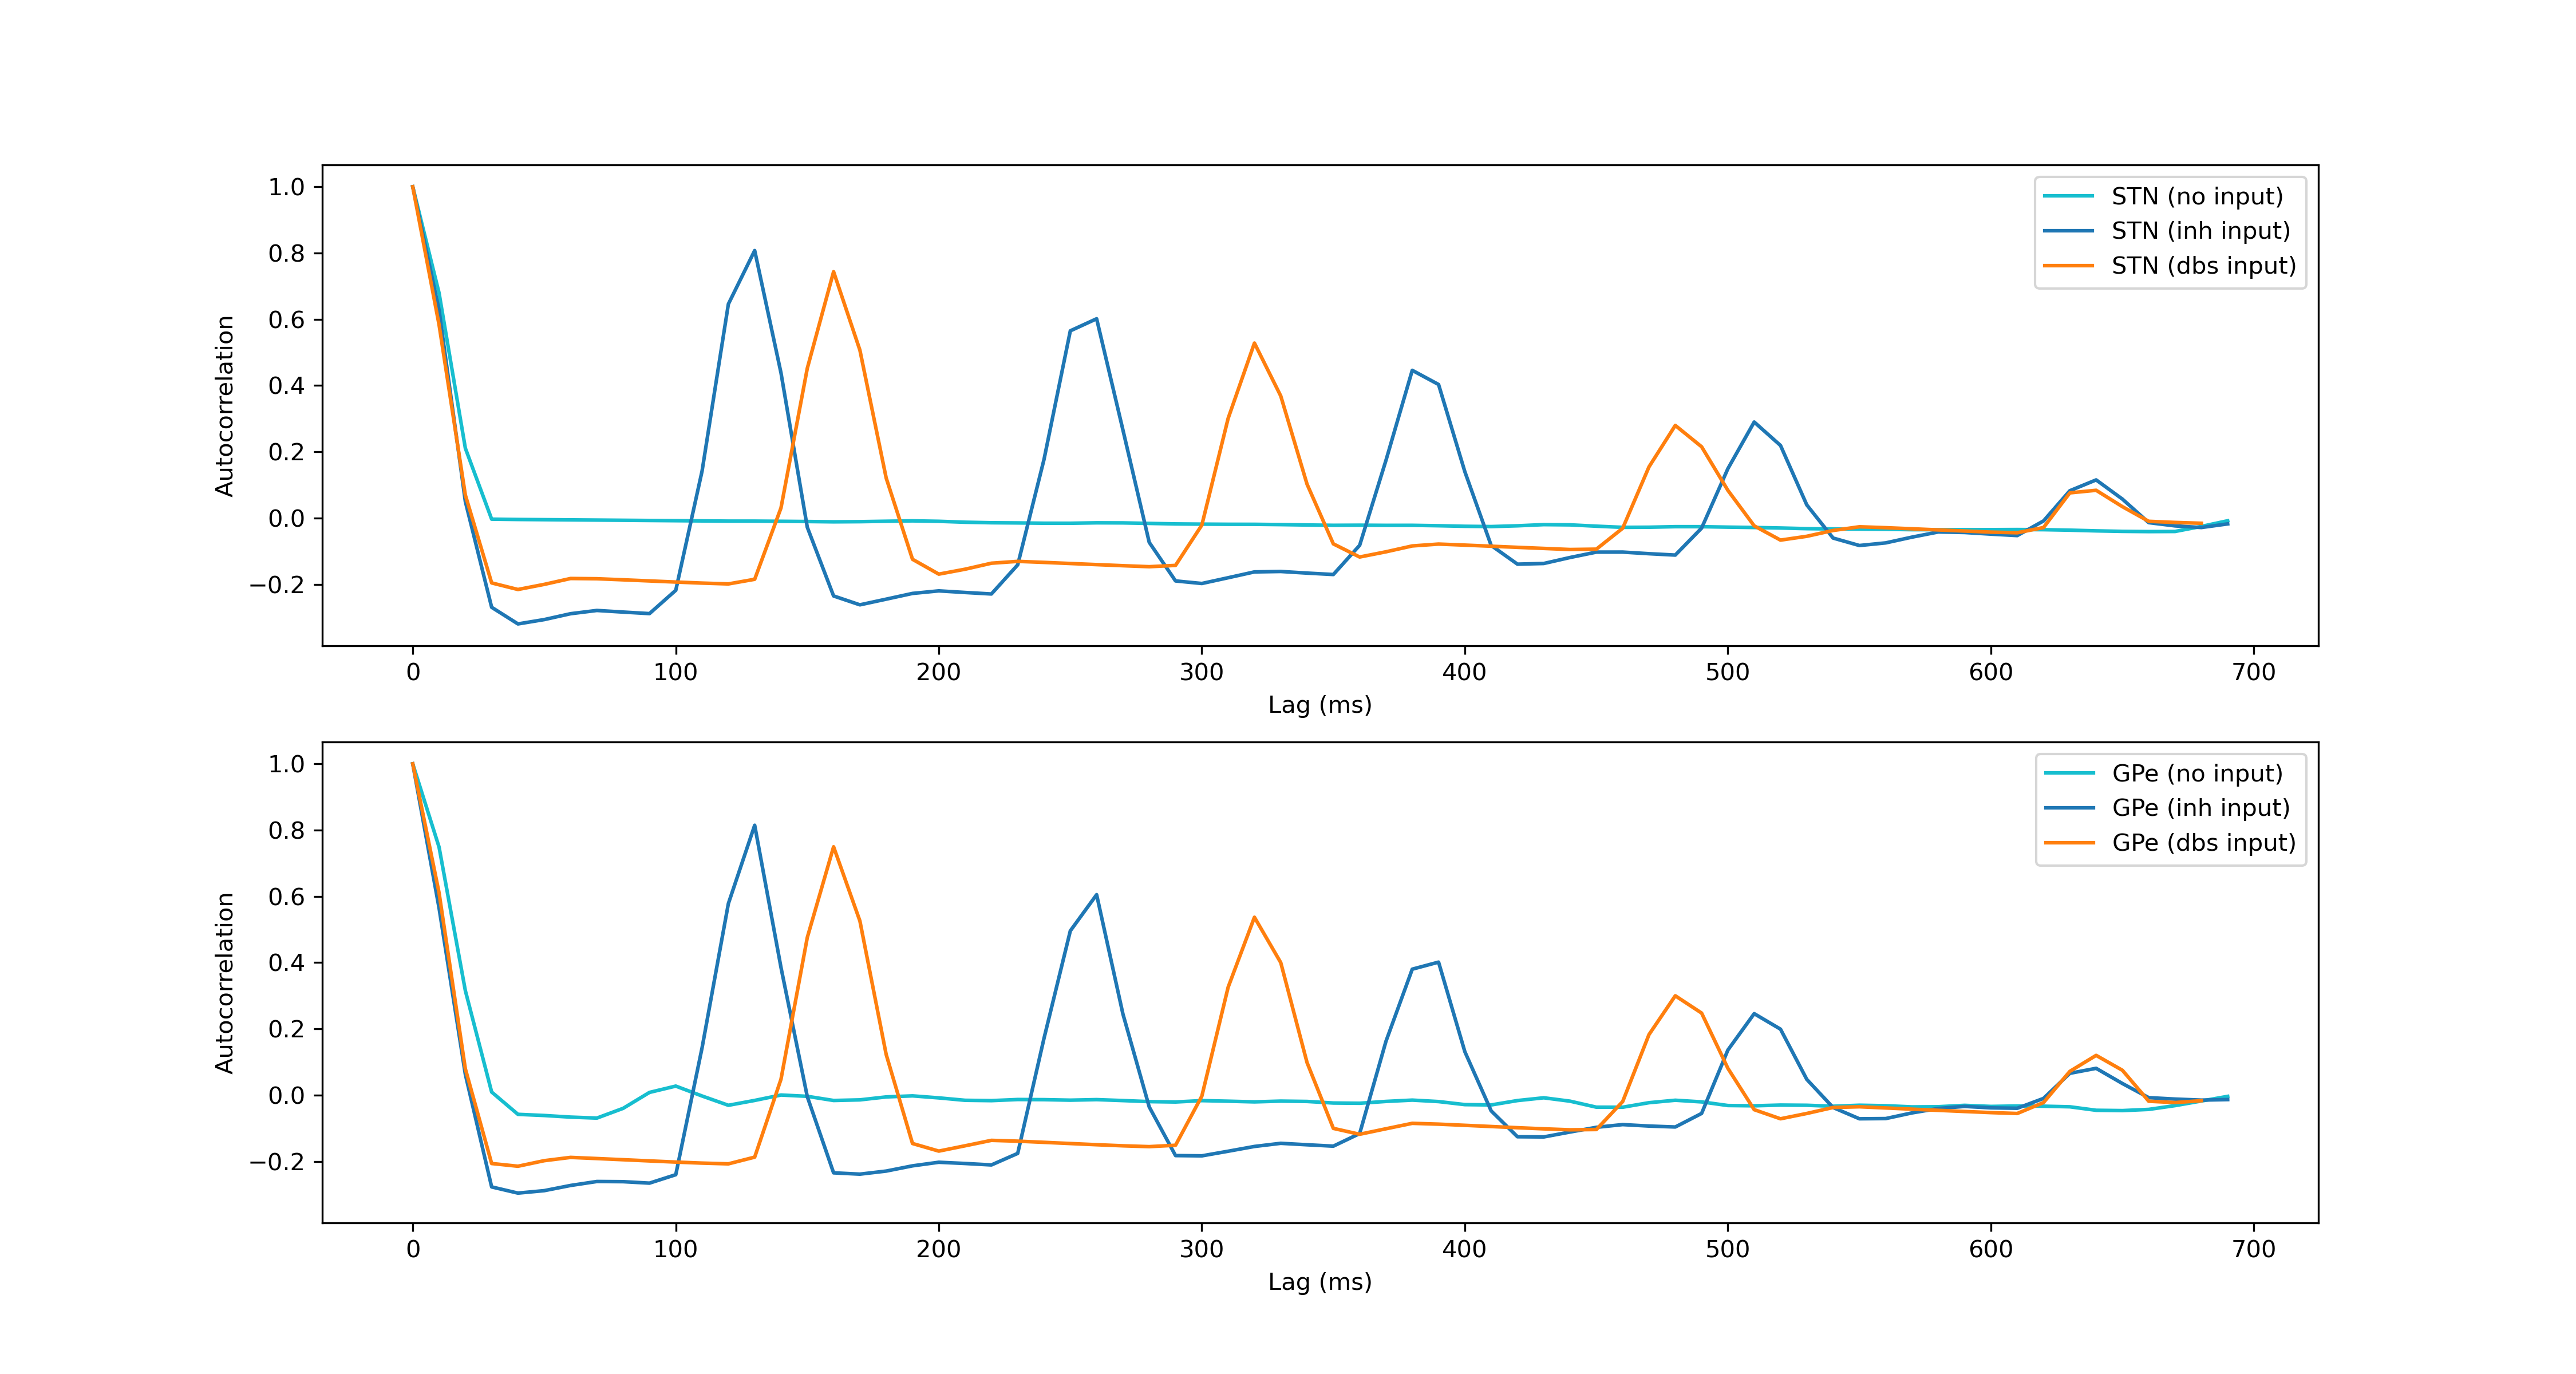 1.0
0.8
0.6
0.4
0.2
0.0
−0.2
Autocorrelation
STN (no input)
STN (inh input)
STN (dbs input)
0 100 200 300 400 500 600 700
Lag (ms)
1.0
0.8
0.6
0.4
0.2
0.0
−0.2
Autocorrelation
GPe (no input)
GPe (inh input)
GPe (dbs input)
0 100 200 300 400 500 600 700
Lag (ms)